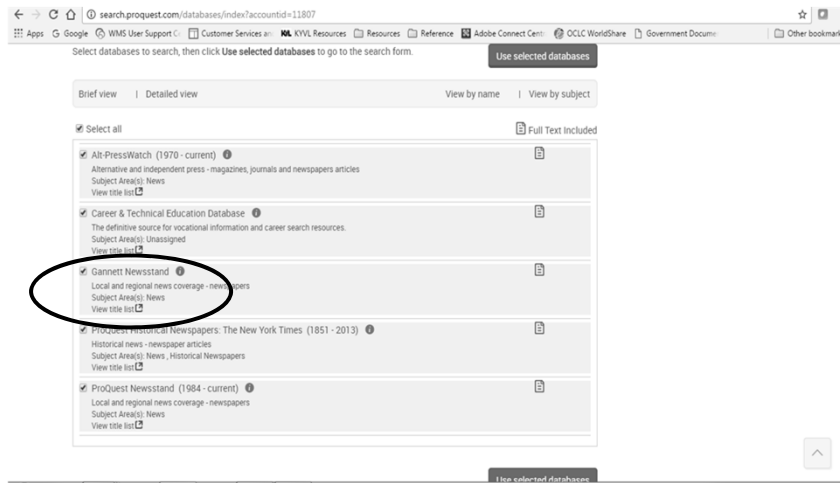 search.proquest.com/databases/index?accountid=11807
Apps Google WMS User Support C Customer Services an KYVL Resources Resources Reference Adobe Connect Cent OCLC WorldShare Government Docume Other bookmark
Select databases to search, then click Use selected databases to go to the search form.
Use selected databases
Brief view | Detailed view View by name | View by subject
Select all Full Text Included
Alt-PressWatch (1970 - current)
Alternative and independent press - magazines, journals and newspapers articles
Subject Area(s): News
View title list
Career & Technical Education Database
The definitive source for vocational information and career search resources.
Subject Area(s): Unassigned
View title list
Gannett Newsstand
Local and regional news coverage - newspapers
Subject Area(s): News
View title list
ProQuest Historical Newspapers: The New York Times (1851 - 2013)
Historical news - newspaper articles
Subject Area(s): News , Historical Newspapers
View title list
ProQuest Newsstand (1984 - current)
Local and regional news coverage - newspapers
Subject Area(s): News
View title list
Use selected databases